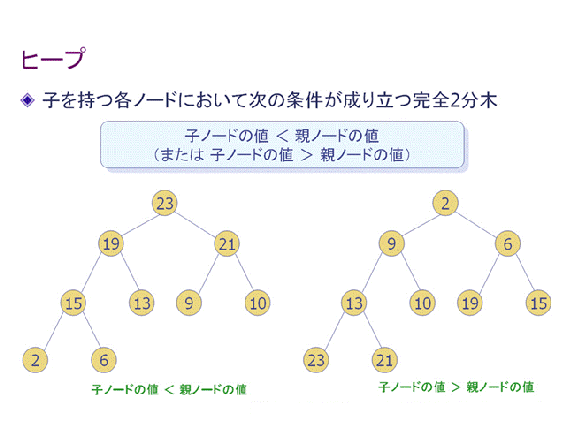 ヒープ
子を持つ各ノードにおいて次の条件が成り立つ完全2分木
子ノードの値 < 親ノードの値
(または 子ノードの値 > 親ノードの値)
23
19 21
15 13 9 10
2 6
子ノードの値 < 親ノードの値
2
9 6
13 10 19 15
23 21
子ノードの値 > 親ノードの値